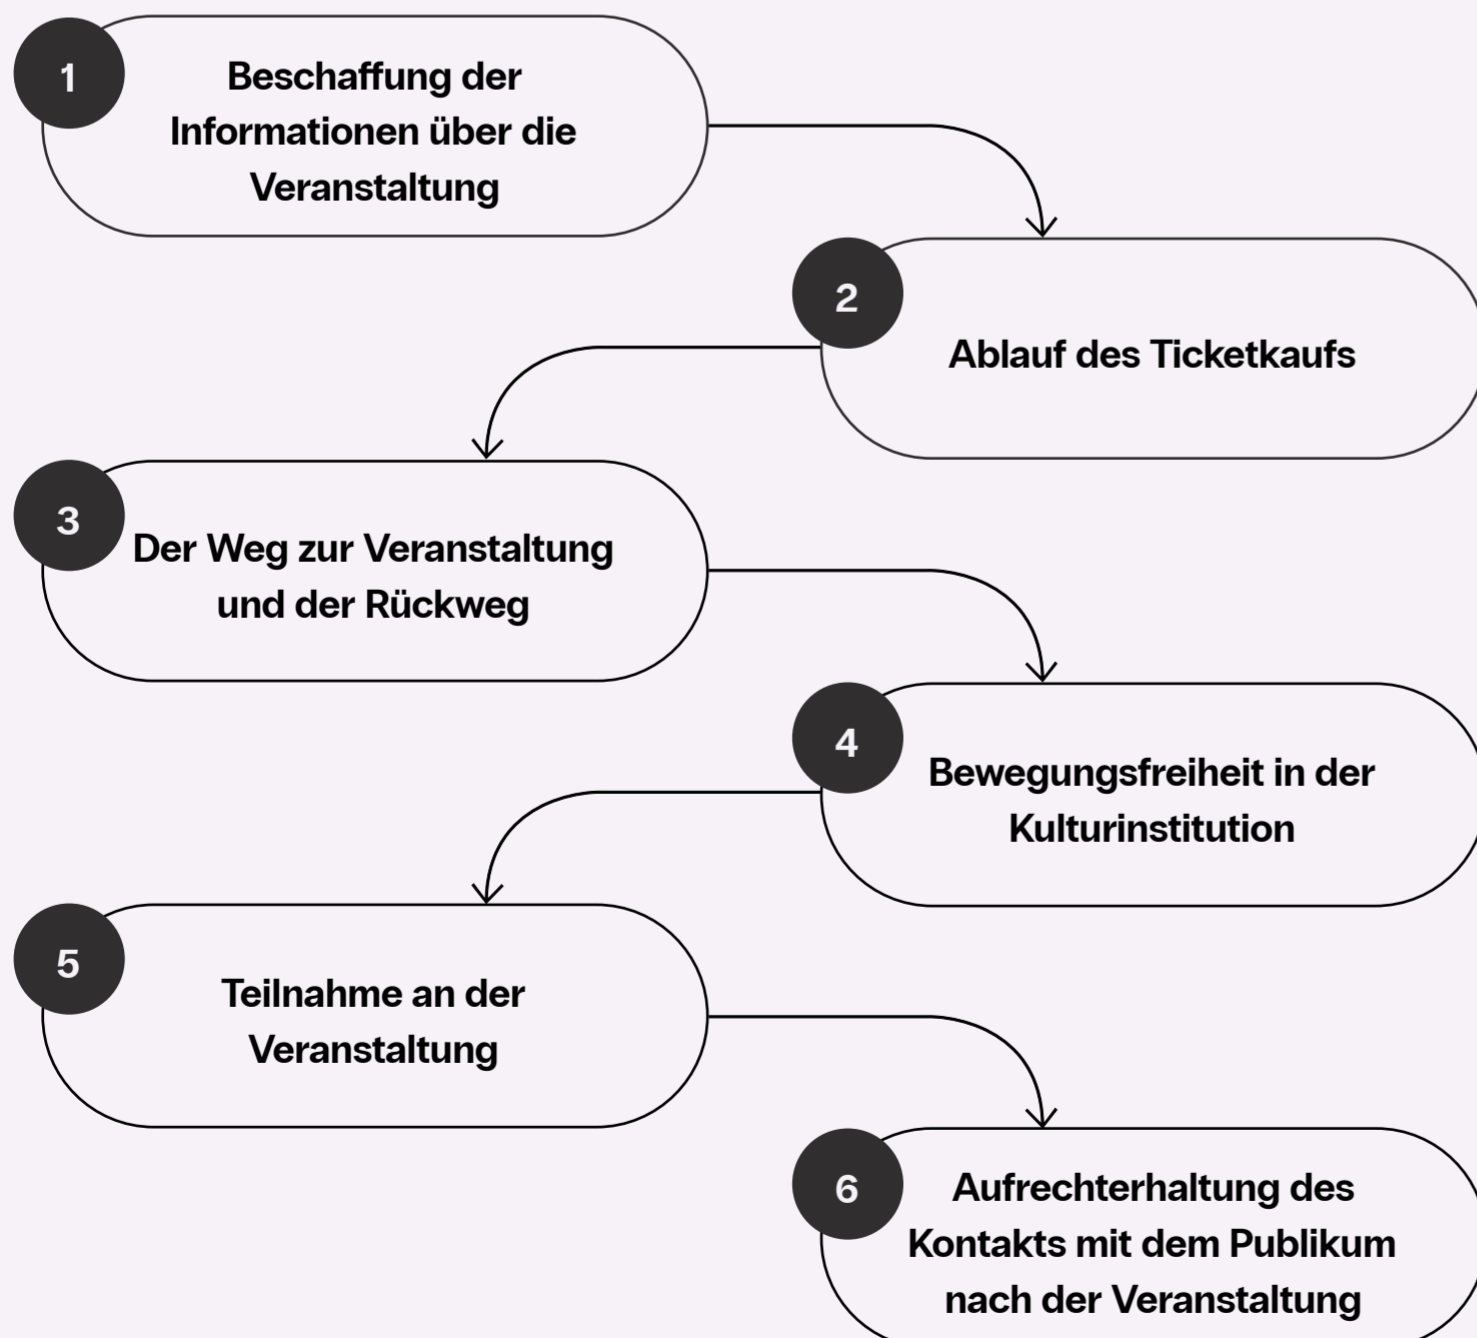 1
Beschaffung der
Informationen über die
Veranstaltung
2
Ablauf des Ticketkaufs
3
Der Weg zur Veranstaltung
und der Rückweg
4
Bewegungsfreiheit in der
Kulturinstitution
5
Teilnahme an der
Veranstaltung
6
Aufrechterhaltung des
Kontakts mit dem Publikum
nach der Veranstaltung